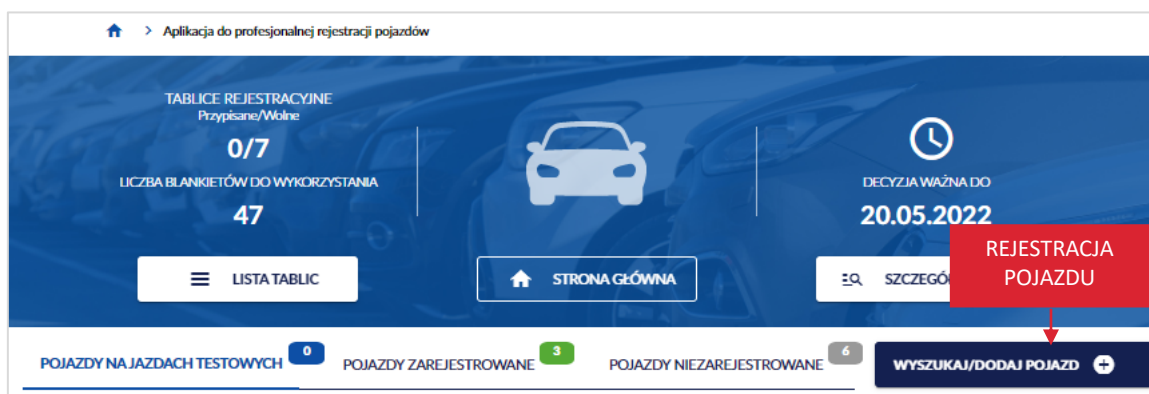 Aplikacja do profesjonalnej rejestracji pojazdów
TABLICE REJESTRACYJNE
Przypisane/Wolne
0/7
LICZBA BLANKIETÓW DO WYKORZYSTANIA
47
LISTA TABLIC
STRONA GŁÓWNA
DECYZJA WAŻNA DO
20.05.2022
REJESTRACJA
POJAZDU
POJAZDY NA JAZDACH TESTOWYCH 0
POJAZDY ZAREJESTROWANE 3
POJAZDY NIEZAREJESTROWANE 6
WYSZUKAJ/DODAJ POJAZD